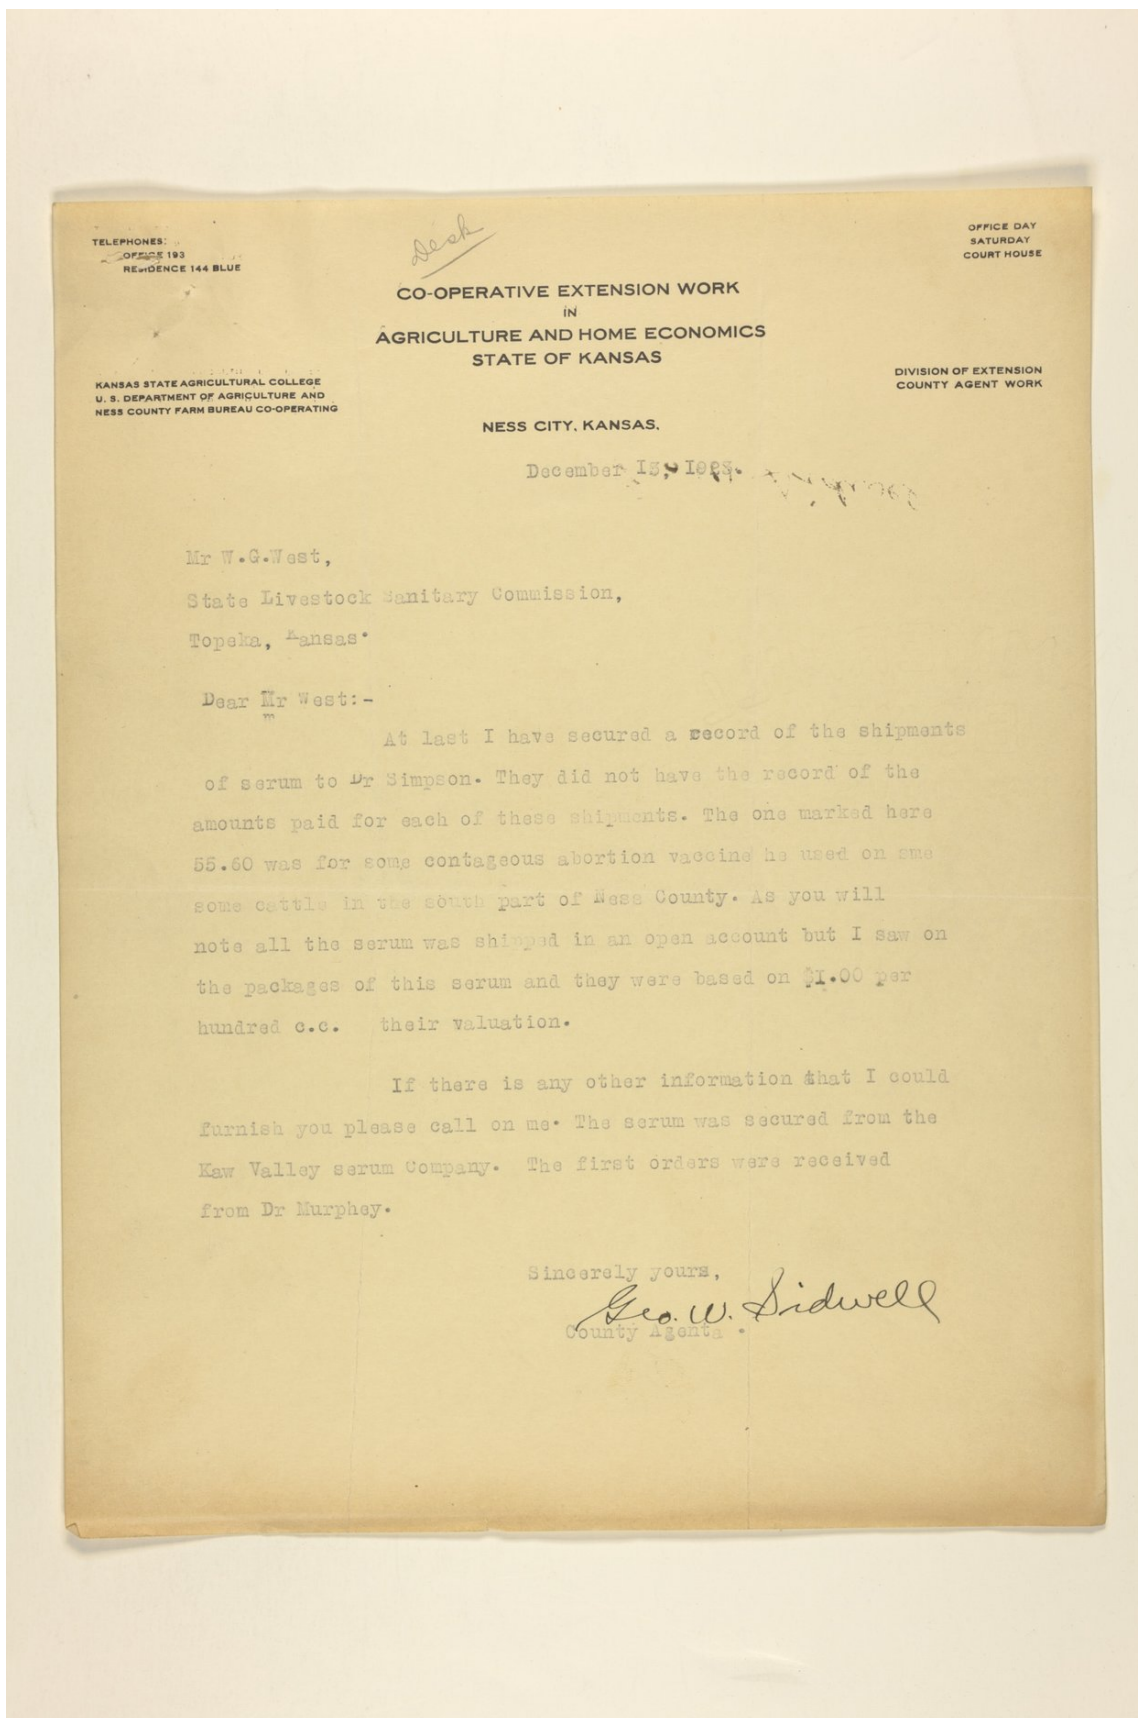 Desk
TELEPHONES:
OFFICE 193
RESIDENCE 144 BLUE
OFFICE DAY
SATURDAY
COURT HOUSE
CO-OPERATIVE EXTENSION WORK
IN
AGRICULTURE AND HOME ECONOMICS
STATE OF KANSAS
KANSAS STATE AGRICULTURAL COLLEGE
U. S. DEPARTMENT OF AGRICULTURE AND
NESS COUNTY FARM BUREAU CO-OPERATING
DIVISION OF EXTENSION
COUNTY AGENT WORK
NESS CITY, KANSAS,
December
Mr W.G.West,
State Livestock Sanitary Commission,
Topeka, Kansas.
Dear Mr West:-
At last I have secured a record of the shipments
of serum to Dr Simpson. They did not have the record of the
amounts paid for each of these shipments. The one marked here
55.60 was for some contageous abortion vaccine he used on sme
some cattle in the south part of Ness County. As you will
note all the serum was shipped in an open account but I saw on
the packages of this serum and they were based on $1.00 per
hundred c.c. their valuation.
If there is any other information that I could
furnish you please call on me. The serum was secured from the
Kaw Valley serum Company. The first orders were received
from Dr Murphey.
Sincerely yours,
Geo. W. Sidwell
County Agent.